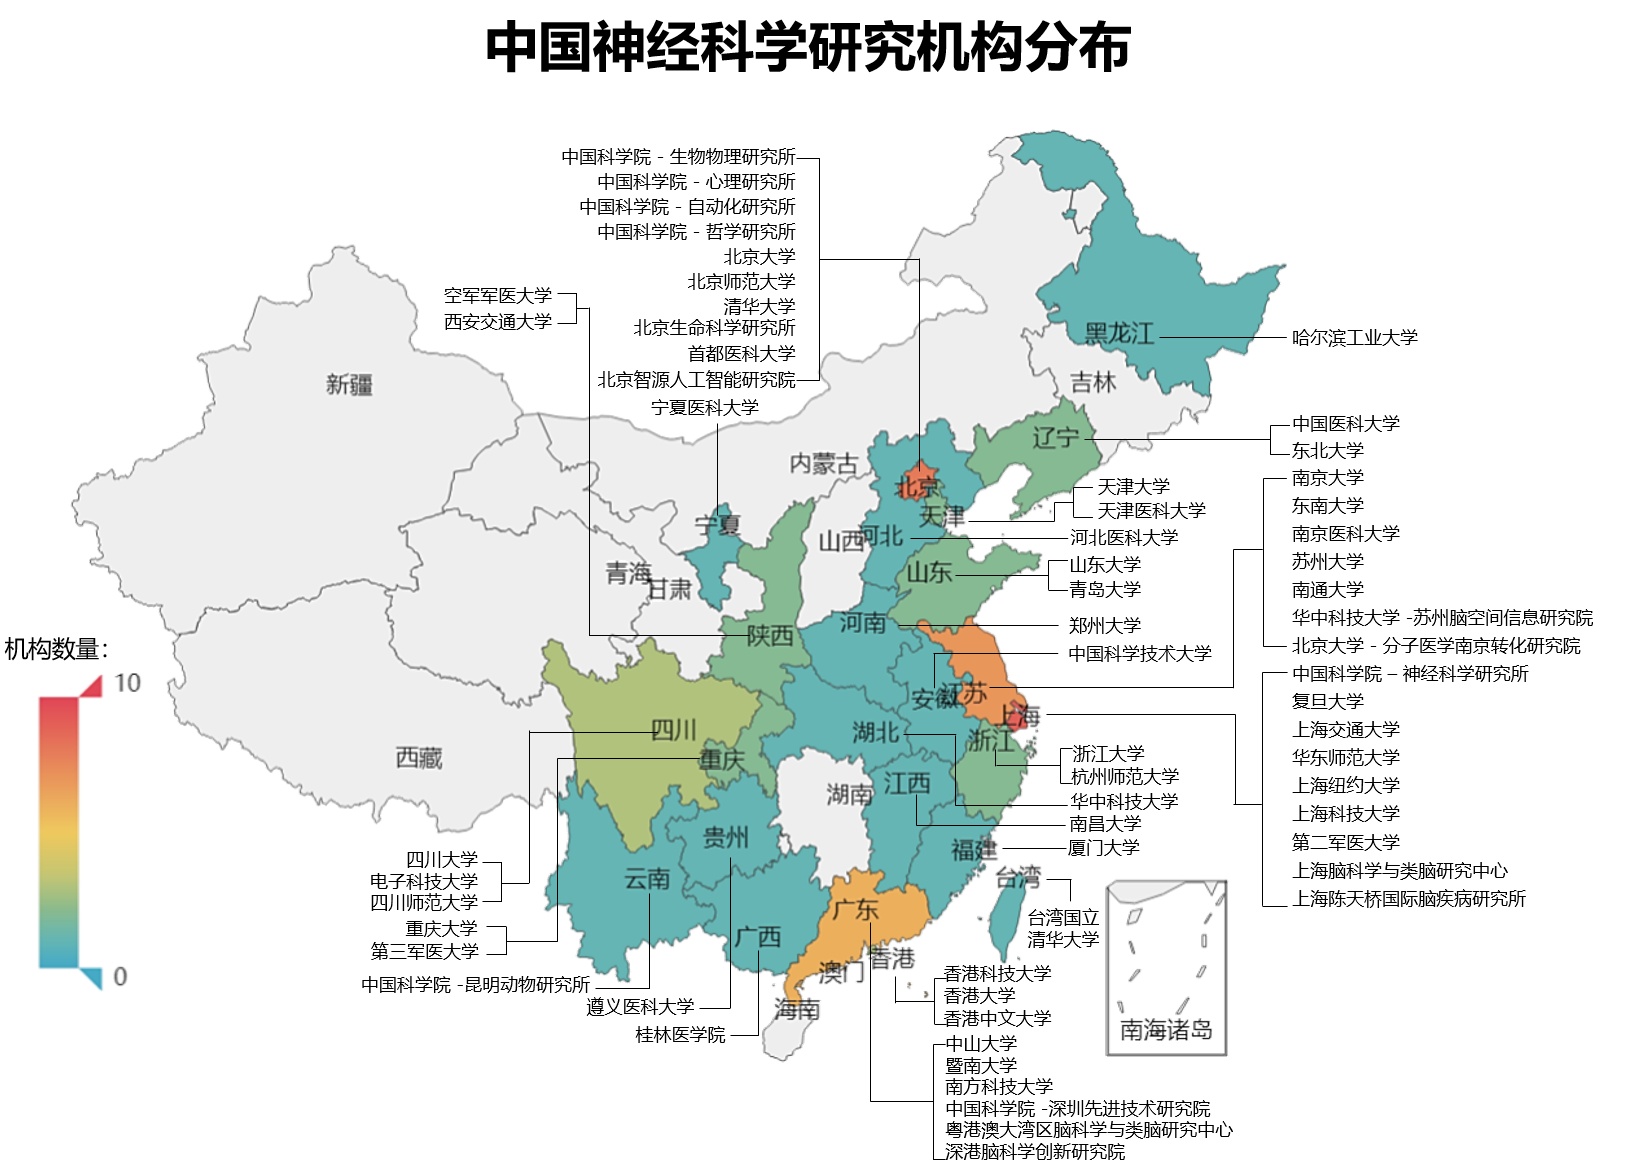 中国神经科学研究机构分布
中国科学院 - 生物物理研究所
中国科学院 - 心理研究所
中国科学院 - 自动化研究所
中国科学院 - 哲学研究所
北京大学
北京师范大学
清华大学
北京生命科学研究所
首都医科大学
北京智源人工智能研究院
空军军医大学
西安交通大学
宁夏医科大学
黑龙江
哈尔滨工业大学
吉林
新疆
辽宁
中国医科大学
东北大学
内蒙古
北京
天津
天津大学
天津医科大学
宁夏
山西
河北
河北医科大学
青海
甘肃
山东
山东大学
青岛大学
陕西
河南
郑州大学
中国科学技术大学
南京大学
东南大学
南京医科大学
苏州大学
南通大学
华中科技大学 -苏州脑空间信息研究院
北京大学 - 分子医学南京转化研究院
安徽
江苏
上海
中国科学院 – 神经科学研究所
复旦大学
上海交通大学
华东师范大学
上海纽约大学
上海科技大学
第二军医大学
上海脑科学与类脑研究中心
上海陈天桥国际脑疾病研究所
机构数量:
10
0
西藏
四川
重庆
湖北
浙江
浙江大学
杭州师范大学
华中科技大学
湖南
江西
南昌大学
贵州
福建
厦门大学
云南
台湾
台湾国立
清华大学
四川大学
电子科技大学
四川师范大学
重庆大学
第三军医大学
中国科学院 -昆明动物研究所
遵义医科大学
桂林医学院
广西
广东
澳门
香港
海南
香港科技大学
香港大学
香港中文大学
南海诸岛
中山大学
暨南大学
南方科技大学
中国科学院 -深圳先进技术研究院
粤港澳大湾区脑科学与类脑研究中心
深港脑科学创新研究院